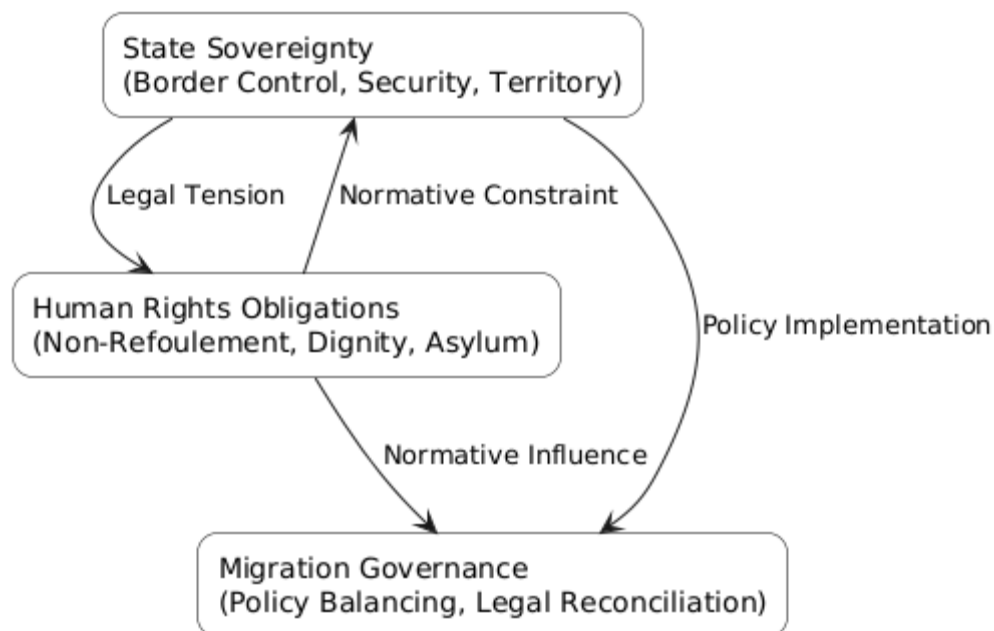 State Sovereignty
(Border Control, Security, Territory)
Legal Tension
Normative Constraint
Human Rights Obligations
(Non-Refoulement, Dignity, Asylum)
Policy Implementation
Normative Influence
Migration Governance
(Policy Balancing, Legal Reconciliation)